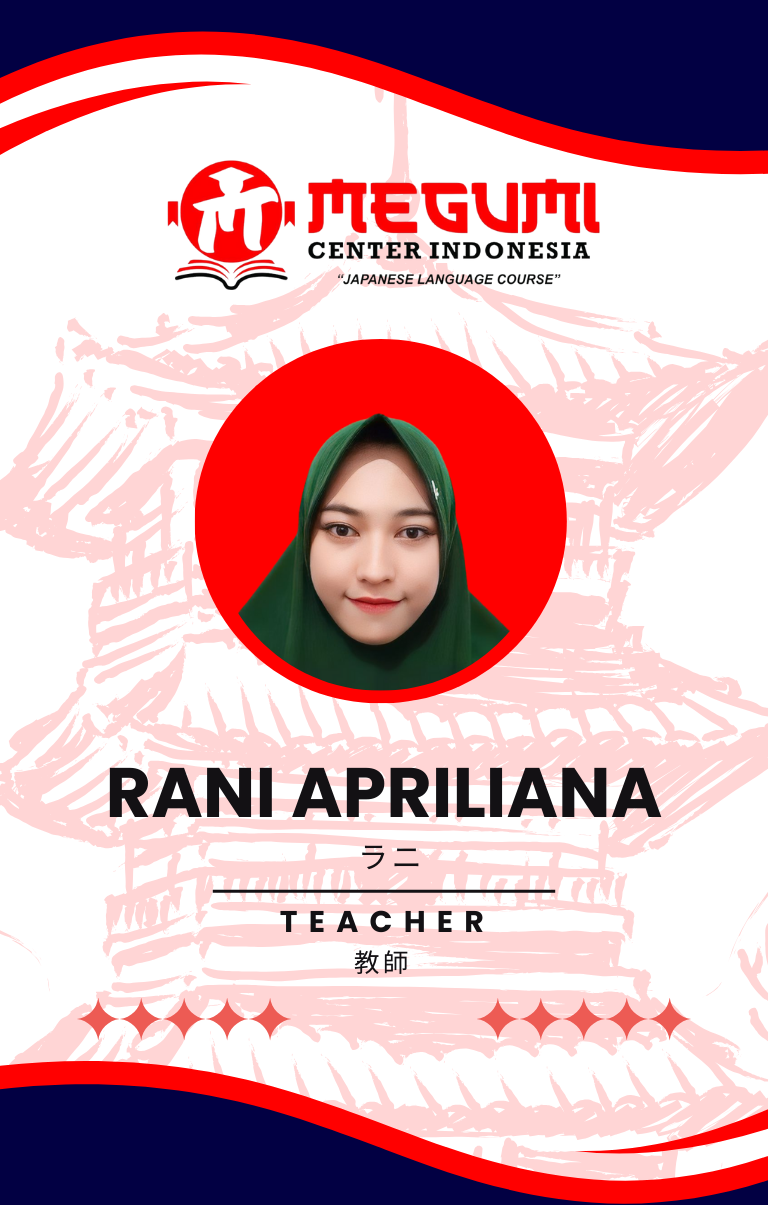 MEGUMI
CENTER INDONESIA
“JAPANESE LANGUAGE COURSE”
RANI APRILIANA
ラニ
TEACHER
教師